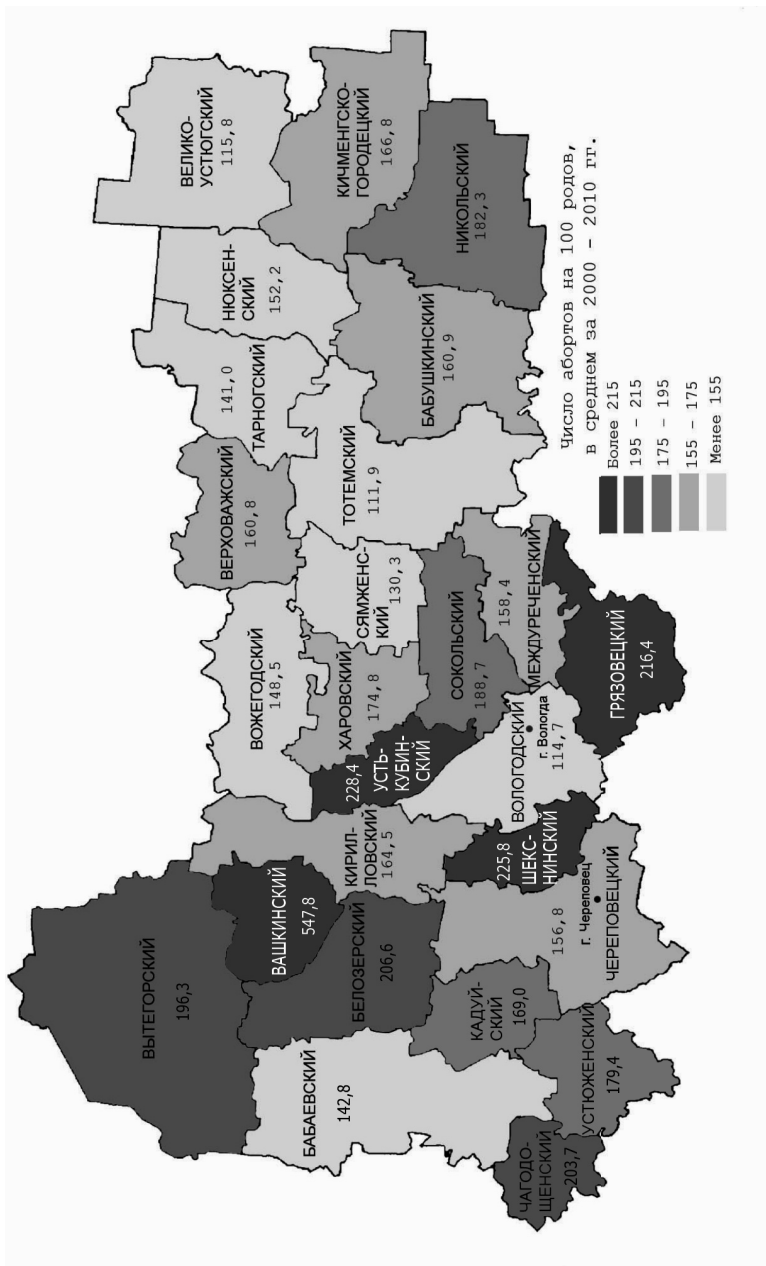 ВЫТЕГОРСКИЙ
196,3
ВАШКИНСКИЙ
547,8
БЕЛОЗЕРСКИЙ
206,6
БАБАЕВСКИЙ
142,8
КИРИЛ-
ЛОВСКИЙ
164,5
КАДУЙ-
СКИЙ
169,0
ЧАГОДО-
ЩЕНСКИЙ
203,7
УСТЮЖЕНСКИЙ
179,4
156,8
г. Череповец
ЧЕРЕПОВЕЦКИЙ
225,8
ШЕКС-
НИНСКИЙ
ВОЖЕГОДСКИЙ
148,5
ХАРОВСКИЙ
174,8
228,4
УСТЬ-
КУБИН-
СКИЙ
ВОЛОГОДСКИЙ
г. Вологда
114,7
СЯМЖЕНС-
КИЙ
130,3
СОКОЛЬСКИЙ
188,7
158,4
МЕЖДУРЕЧЕНСКИЙ
ГРЯЗОВЕЦКИЙ
216,4
ВЕРХОВАЖСКИЙ
160,8
141,0
ТАРНОГСКИЙ
ТОТЕМСКИЙ
111,9
НЮКСЕН-
СКИЙ
152,2
БАБУШКИНСКИЙ
160,9
ВЕЛИКО-
УСТЮГСКИЙ
115,8
КИЧМЕНГСКО-
ГОРОДЕЦКИЙ
166,8
НИКОЛЬСКИЙ
182,3
Число абортов на 100 родов,
в среднем за 2000 – 2010 гг.
Более 215
195 – 215
175 – 195
155 – 175
Менее 155